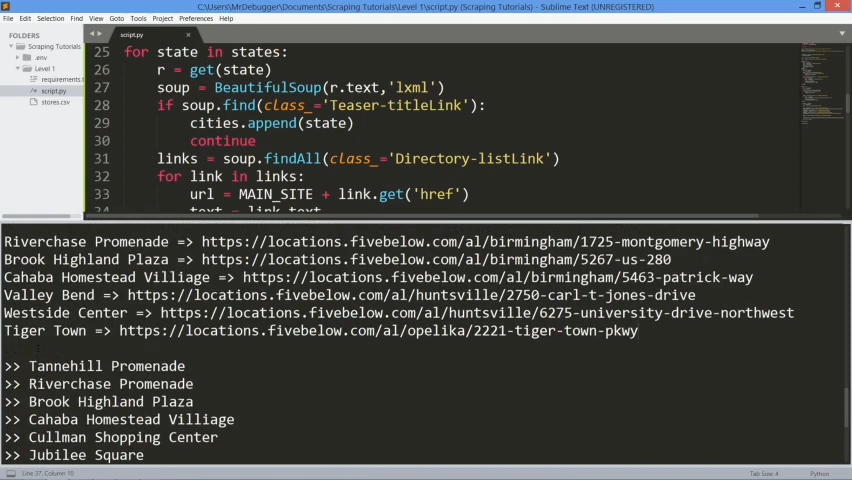 C:\Users\MrDebugger\Documents\Scraping Tutorials\Level 1\script.py (Scraping Tutorials) - Sublime Text (UNREGISTERED)
File Edit Selection Find View Goto Tools Project Preferences Help
FOLDERS
Scraping Tutorials
.env
Level 1
requirements.t
script.py
stores.csv
script.py
25 for state in states:
26 r = get(state)
27 soup = BeautifulSoup(r.text,'lxml')
28 if soup.find(class_='Teaser-titleLink'):
29 cities.append(state)
30 continue
31 links = soup.findAll(class_='Directory-listLink')
32 for link in links:
33 url = MAIN_SITE + link.get('href')
34 text = link.text
Riverchase Promenade => https://locations.fivebelow.com/al/birmingham/1725-montgomery-highway
Brook Highland Plaza => https://locations.fivebelow.com/al/birmingham/5267-us-280
Cahaba Homestead Villiage => https://locations.fivebelow.com/al/birmingham/5463-patrick-way
Valley Bend => https://locations.fivebelow.com/al/huntsville/2750-carl-t-jones-drive
Westside Center => https://locations.fivebelow.com/al/huntsville/6275-university-drive-northwest
Tiger Town => https://locations.fivebelow.com/al/opelika/2221-tiger-town-pkwy
>> Tannehill Promenade
>> Riverchase Promenade
>> Brook Highland Plaza
>> Cahaba Homestead Villiage
>> Cullman Shopping Center
>> Jubilee Square
Line 37, Column 10
Tab Size: 4
Python